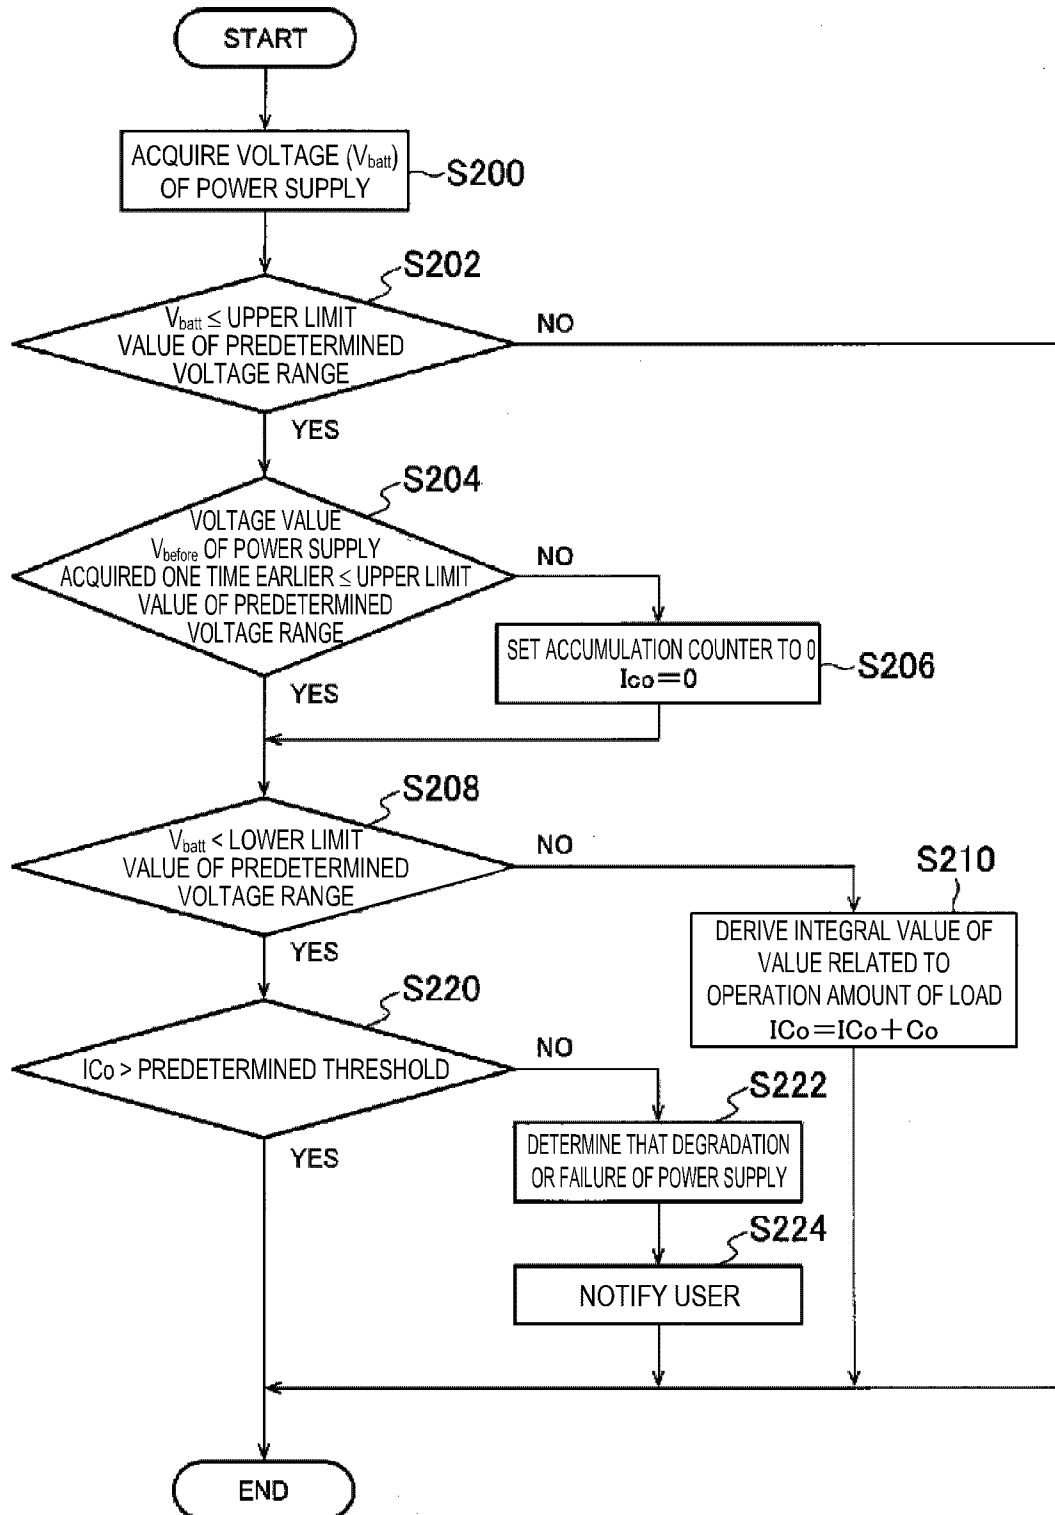 START
ACQUIRE VOLTAGE (Vbatt)
OF POWER SUPPLY
S200
S202
Vbatt ≤ UPPER LIMIT
VALUE OF PREDETERMINED
VOLTAGE RANGE
NO
YES
S204
VOLTAGE VALUE
Vbefore OF POWER SUPPLY
ACQUIRED ONE TIME EARLIER ≤ UPPER LIMIT
VALUE OF PREDETERMINED
VOLTAGE RANGE
NO
YES
SET ACCUMULATION COUNTER TO 0
Ico=0
S206
S208
Vbatt < LOWER LIMIT
VALUE OF PREDETERMINED
VOLTAGE RANGE
NO
YES
S210
DERIVE INTEGRAL VALUE OF
VALUE RELATED TO
OPERATION AMOUNT OF LOAD
ICo=ICo+Co
S220
ICo > PREDETERMINED THRESHOLD
NO
YES
S222
DETERMINE THAT DEGRADATION
OR FAILURE OF POWER SUPPLY
S224
NOTIFY USER
END